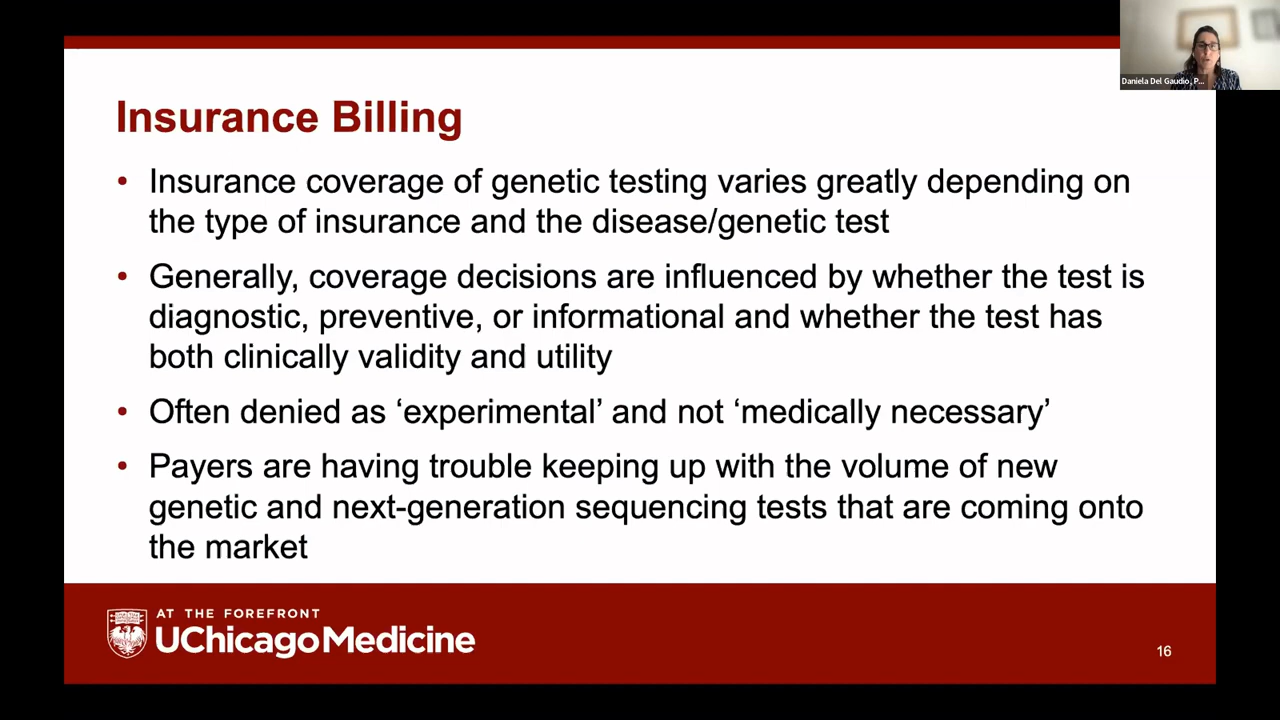 Daniela Del Gaudio, P...
Insurance Billing
• Insurance coverage of genetic testing varies greatly depending on
the type of insurance and the disease/genetic test
• Generally, coverage decisions are influenced by whether the test is
diagnostic, preventive, or informational and whether the test has
both clinically validity and utility
• Often denied as ‘experimental’ and not ‘medically necessary’
• Payers are having trouble keeping up with the volume of new
genetic and next-generation sequencing tests that are coming onto
the market
AT THE FOREFRONT
UChicagoMedicine
16